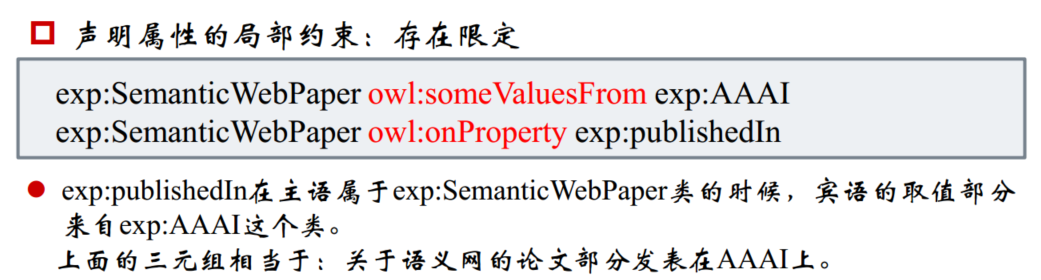 声明属性的局部约束：存在限定
exp:SemanticWebPaper owl:someValuesFrom exp:AAAI
exp:SemanticWebPaper owl:onProperty exp:publishedIn
exp:publishedIn在主语属于exp:SemanticWebPaper类的时候，宾语的取值部分
来自exp:AAAI这个类。
上面的三元组相当于：关于语义网的论文部分发表在AAAI上。